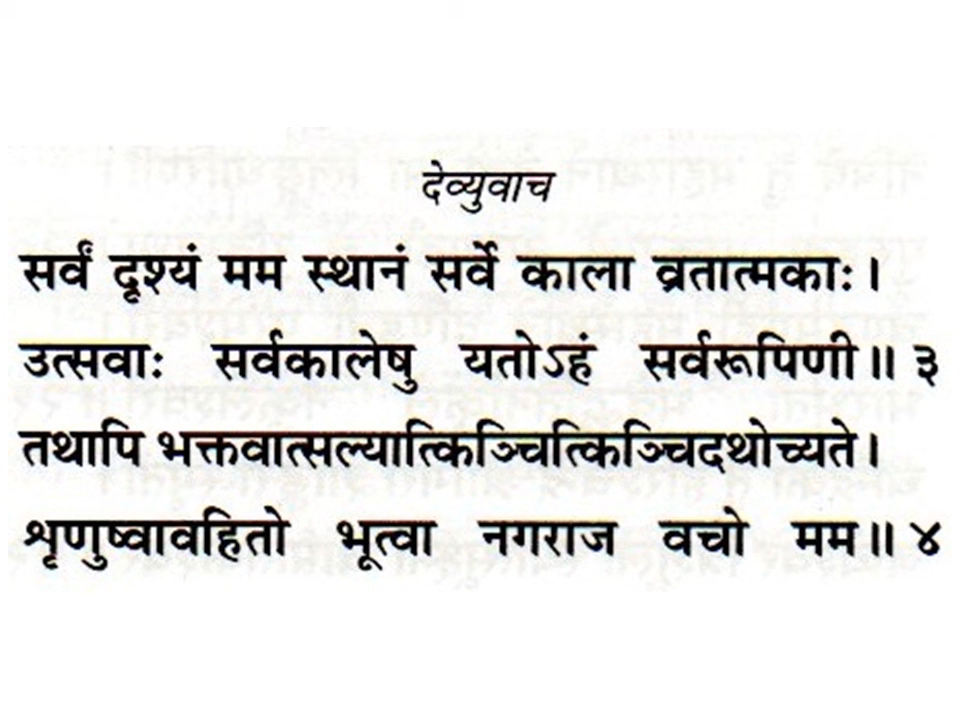 देव्युवाच
सर्वं दृश्यं मम स्थानं सर्वे काला व्रतात्मकाः।
उत्सवाः सर्वकालेषु यतोऽहं सर्वरूपिणी॥ ३
तथापि भक्तवात्सल्यात्किञ्चित्किञ्चिदथोच्यते।
शृणुष्वावहितो भूत्वा नगराज वचो मम॥ ४